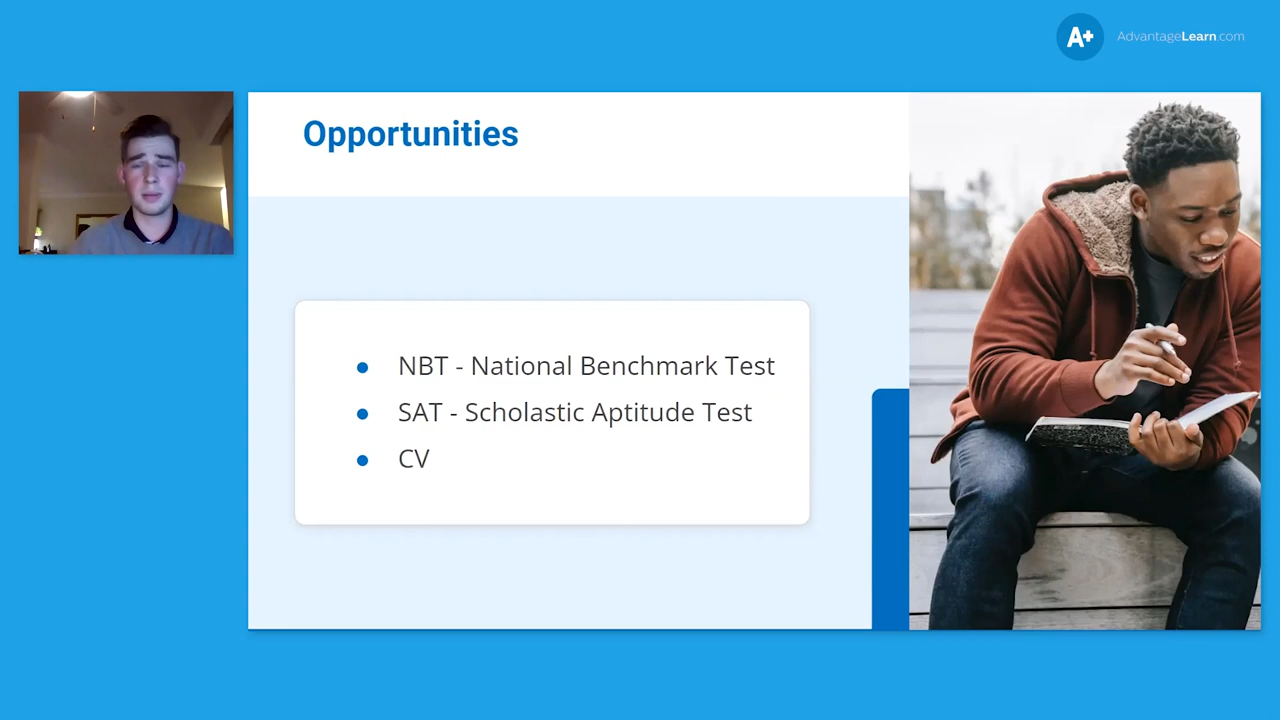 A+ AdvantageLearn.com
Opportunities
● NBT - National Benchmark Test
● SAT - Scholastic Aptitude Test
● CV